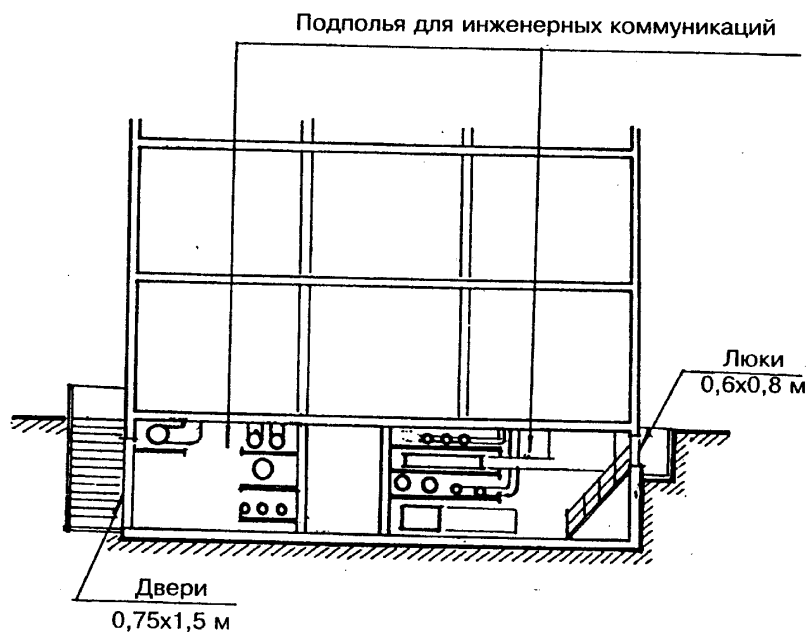 Подполья для инженерных коммуникаций
Люки
0,6х0,8 м
Двери
0,75х1,5 м